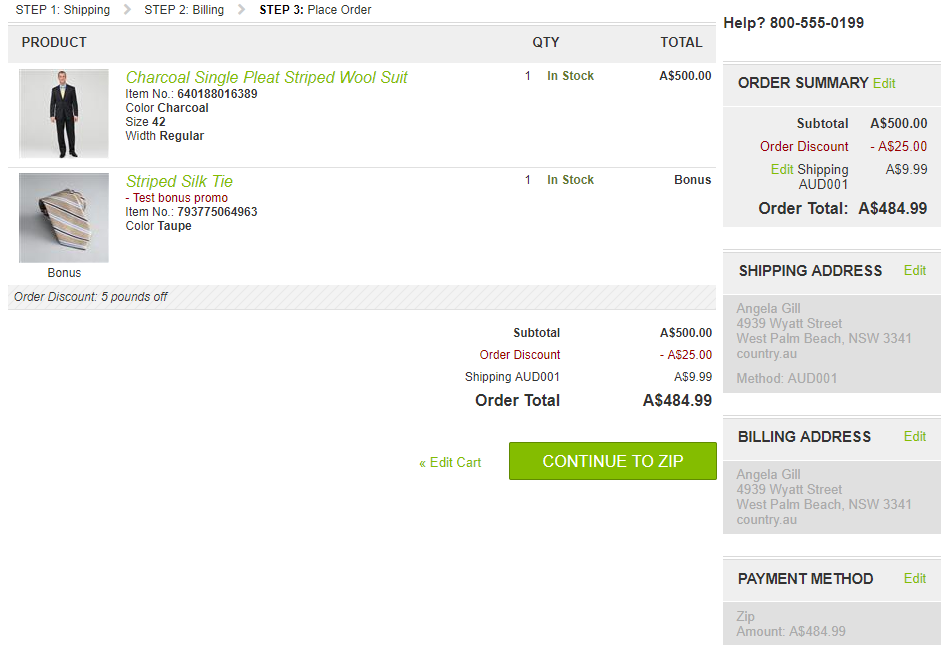 STEP 1: Shipping STEP 2: Billing STEP 3: Place Order
PRODUCT QTY TOTAL
Charcoal Single Pleat Striped Wool Suit 1 In Stock A$500.00
Item No.: 640188016389
Color Charcoal
Size 42
Width Regular
Striped Silk Tie 1 In Stock Bonus
- Test bonus promo
Item No.: 793775064963
Color Taupe
Bonus
Order Discount: 5 pounds off
Subtotal A$500.00
Order Discount - A$25.00
Shipping AUD001 A$9.99
Order Total A$484.99
« Edit Cart CONTINUE TO ZIP
Help? 800-555-0199
ORDER SUMMARY Edit
Subtotal A$500.00
Order Discount - A$25.00
Edit Shipping A$9.99
AUD001
Order Total: A$484.99
SHIPPING ADDRESS Edit
Angela Gill
4939 Wyatt Street
West Palm Beach, NSW 3341
country.au
Method: AUD001
BILLING ADDRESS Edit
Angela Gill
4939 Wyatt Street
West Palm Beach, NSW 3341
country.au
PAYMENT METHOD Edit
Zip
Amount: A$484.99